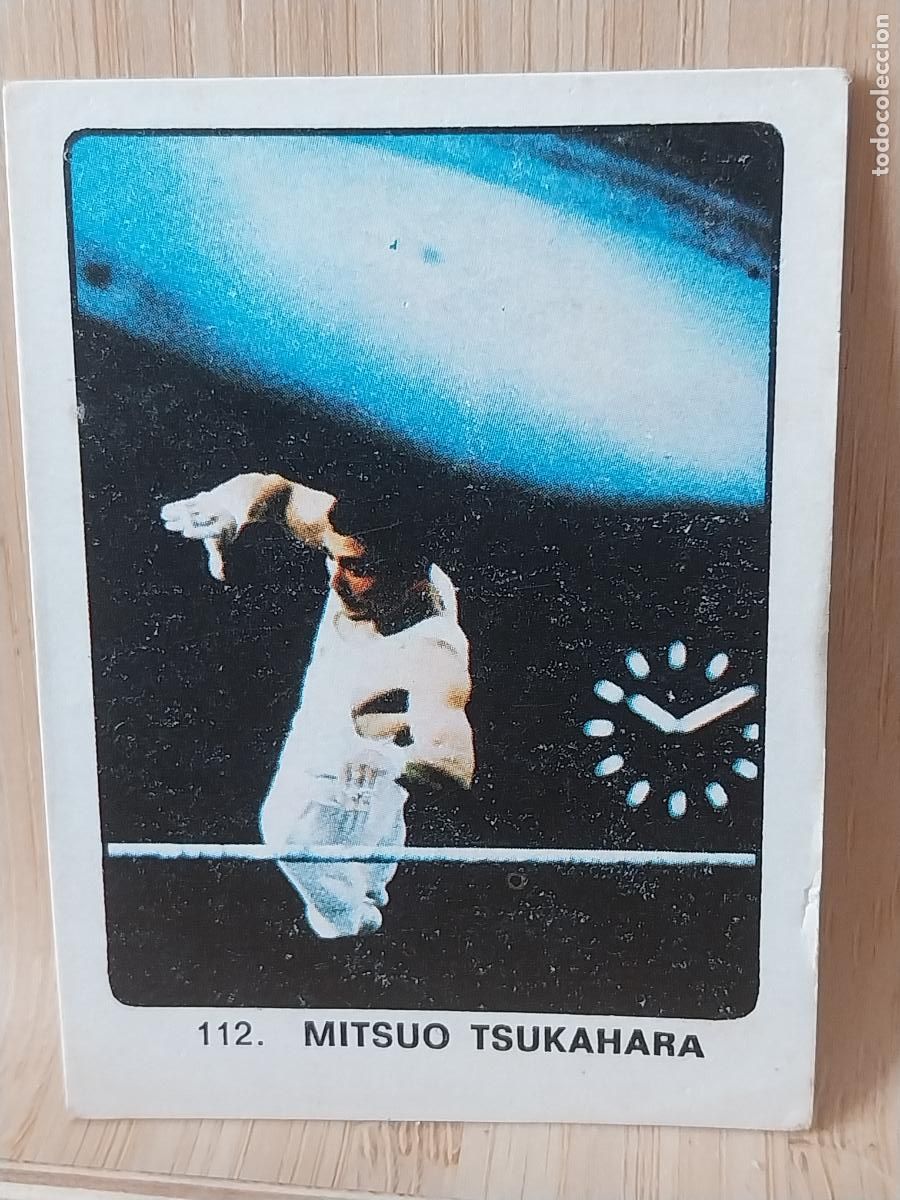 todocoleccion
112. MITSUO TSUKAHARA